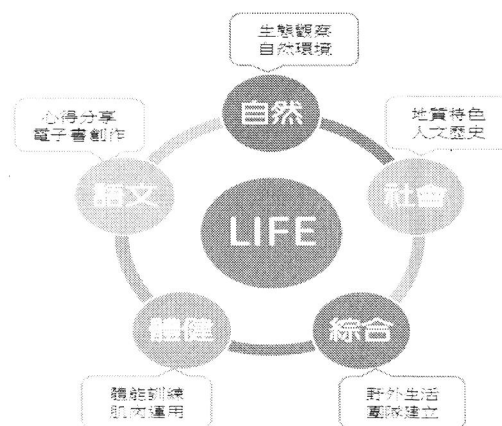 生態觀察
自然環境
自然
心得分享
電子書創作
語文
地質特色
人文歷史
社會
LIFE
體健
體能訓練
肌肉運用
綜合
野外生活
團隊建立